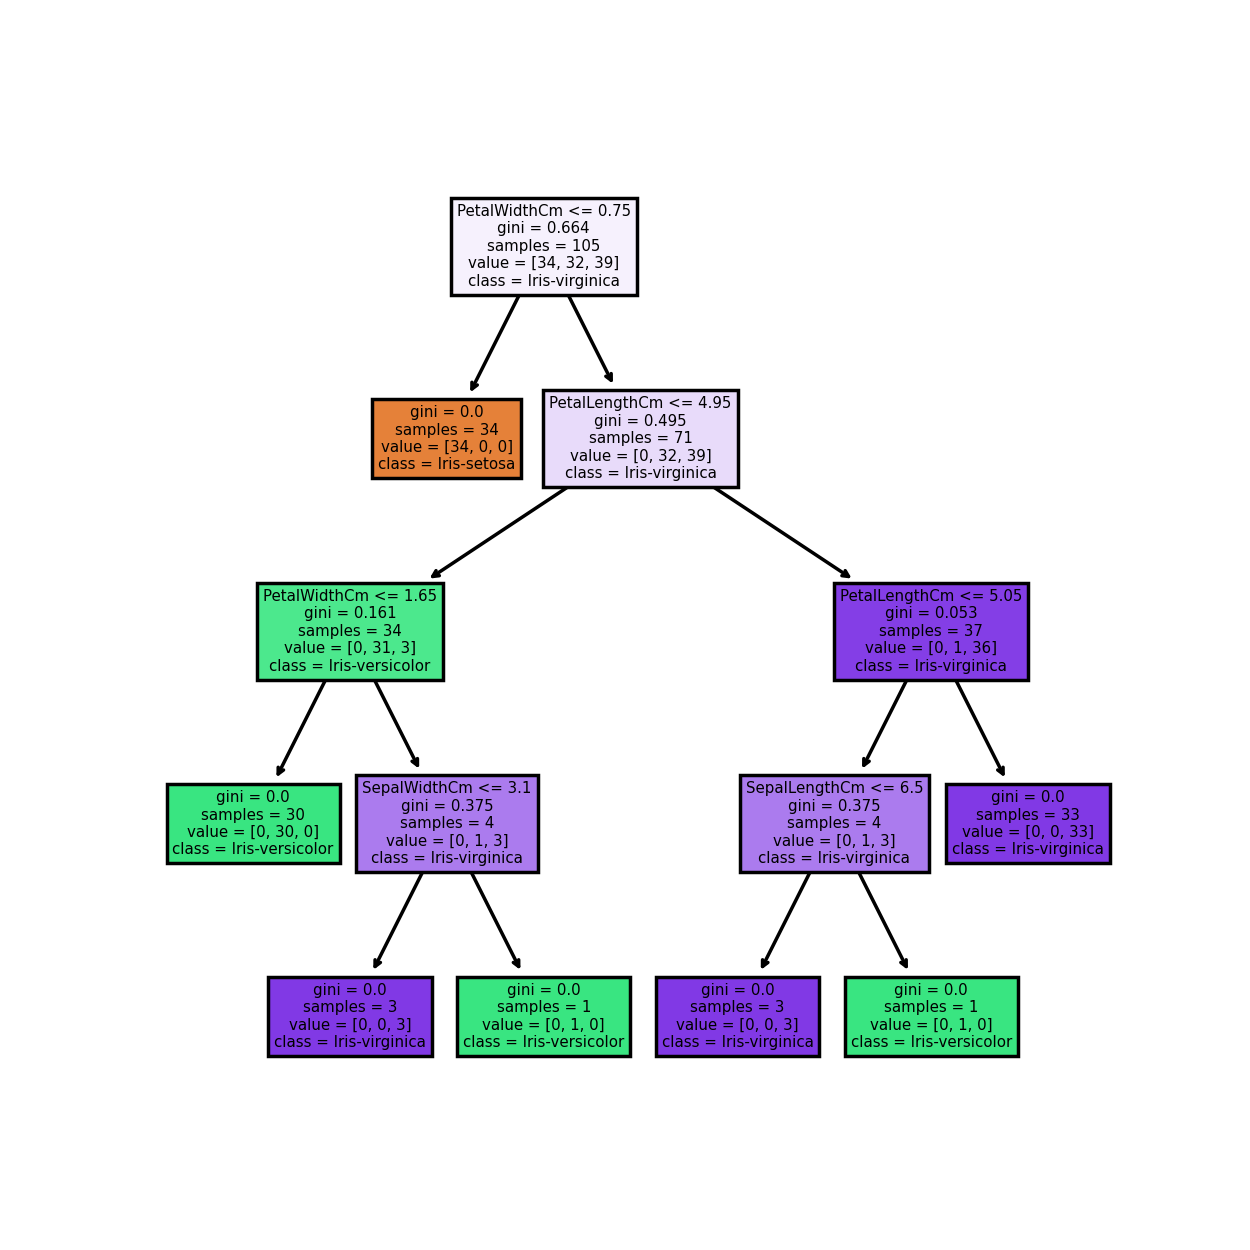 PetalWidthCm <= 0.75
gini = 0.664
samples = 105
value = [34, 32, 39]
class = Iris-virginica
gini = 0.0
samples = 34
value = [34, 0, 0]
class = Iris-setosa
PetalLengthCm <= 4.95
gini = 0.495
samples = 71
value = [0, 32, 39]
class = Iris-virginica
PetalWidthCm <= 1.65
gini = 0.161
samples = 34
value = [0, 31, 3]
class = Iris-versicolor
PetalLengthCm <= 5.05
gini = 0.053
samples = 37
value = [0, 1, 36]
class = Iris-virginica
gini = 0.0
samples = 30
value = [0, 30, 0]
class = Iris-versicolor
SepalWidthCm <= 3.1
gini = 0.375
samples = 4
value = [0, 1, 3]
class = Iris-virginica
SepalLengthCm <= 6.5
gini = 0.375
samples = 4
value = [0, 1, 3]
class = Iris-virginica
gini = 0.0
samples = 33
value = [0, 0, 33]
class = Iris-virginica
gini = 0.0
samples = 3
value = [0, 0, 3]
class = Iris-virginica
gini = 0.0
samples = 1
value = [0, 1, 0]
class = Iris-versicolor
gini = 0.0
samples = 3
value = [0, 0, 3]
class = Iris-virginica
gini = 0.0
samples = 1
value = [0, 1, 0]
class = Iris-versicolor